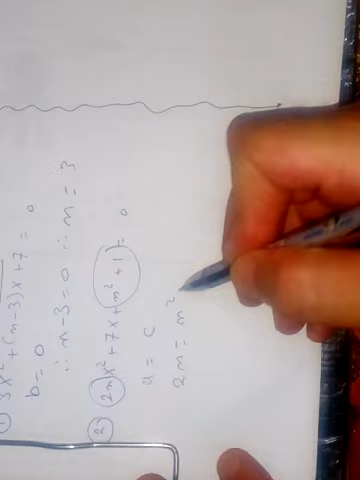 ① 3x² + (m-3)x + 7 = 0
b = 0
∴ m - 3 = 0 ∴ m = 3
② 2m x² + 7x + m² + 1 = 0
a = c
2m = m²